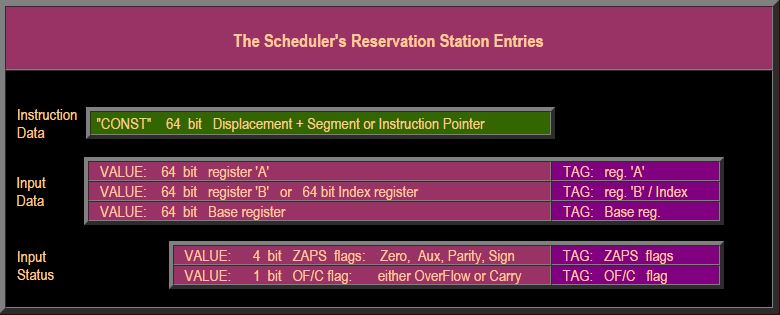 The Scheduler's Reservation Station Entries
Instruction
Data
"CONST" 64 bit Displacement + Segment or Instruction Pointer
Input
Data
VALUE: 64 bit register 'A' TAG: reg. 'A'
VALUE: 64 bit register 'B' or 64 bit Index register TAG: reg. 'B' / Index
VALUE: 64 bit Base register TAG: Base reg.
Input
Status
VALUE: 4 bit ZAPS flags: Zero, Aux, Parity, Sign TAG: ZAPS flags
VALUE: 1 bit OF/C flag: either OverFlow or Carry TAG: OF/C flag